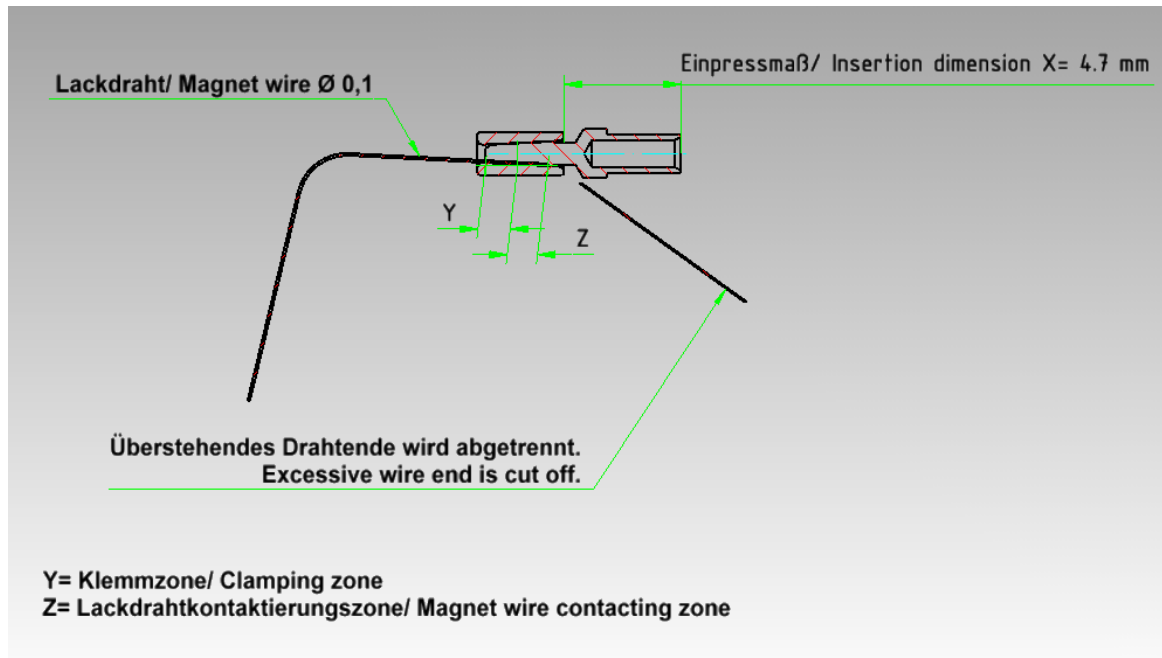 Einpressmaß/ Insertion dimension X= 4.7 mm
Lackdraht/ Magnet wire Ø 0,1
Y
Z
Überstehendes Drahtende wird abgetrennt.
Excessive wire end is cut off.
Y= Klemmzone/ Clamping zone
Z= Lackdrahtkontaktierungszone/ Magnet wire contacting zone